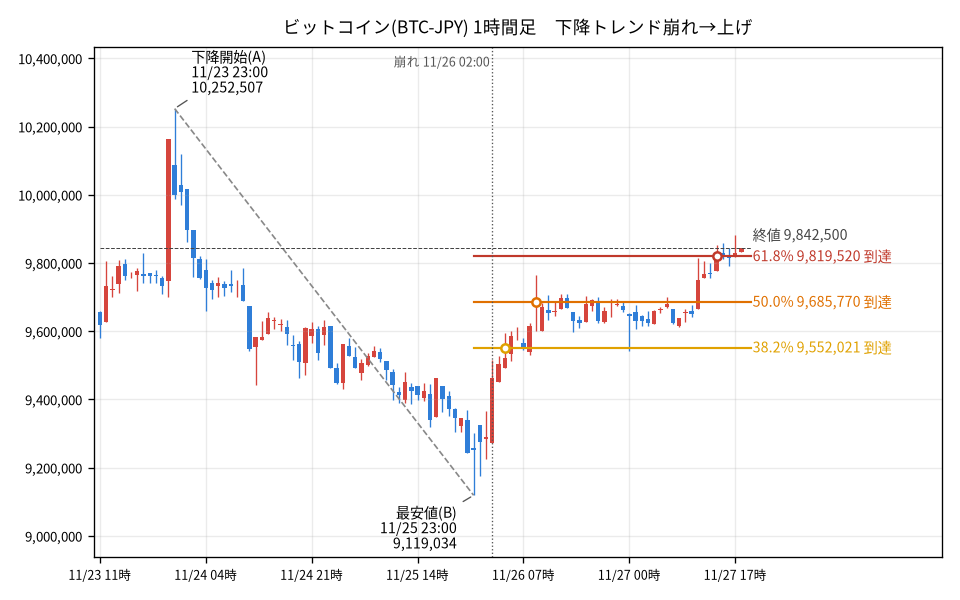 ビットコイン(BTC-JPY) 1時間足　下降トレンド崩れ→上げ
10,400,000
10,200,000
10,000,000
9,800,000
9,600,000
9,400,000
9,200,000
9,000,000
下降開始(A)
11/23 23:00
10,252,507
崩れ 11/26 02:00
終値 9,842,500
61.8% 9,819,520 到達
50.0% 9,685,770 到達
38.2% 9,552,021 到達
最安値(B)
11/25 23:00
9,119,034
11/23 11時
11/24 04時
11/24 21時
11/25 14時
11/26 07時
11/27 00時
11/27 17時